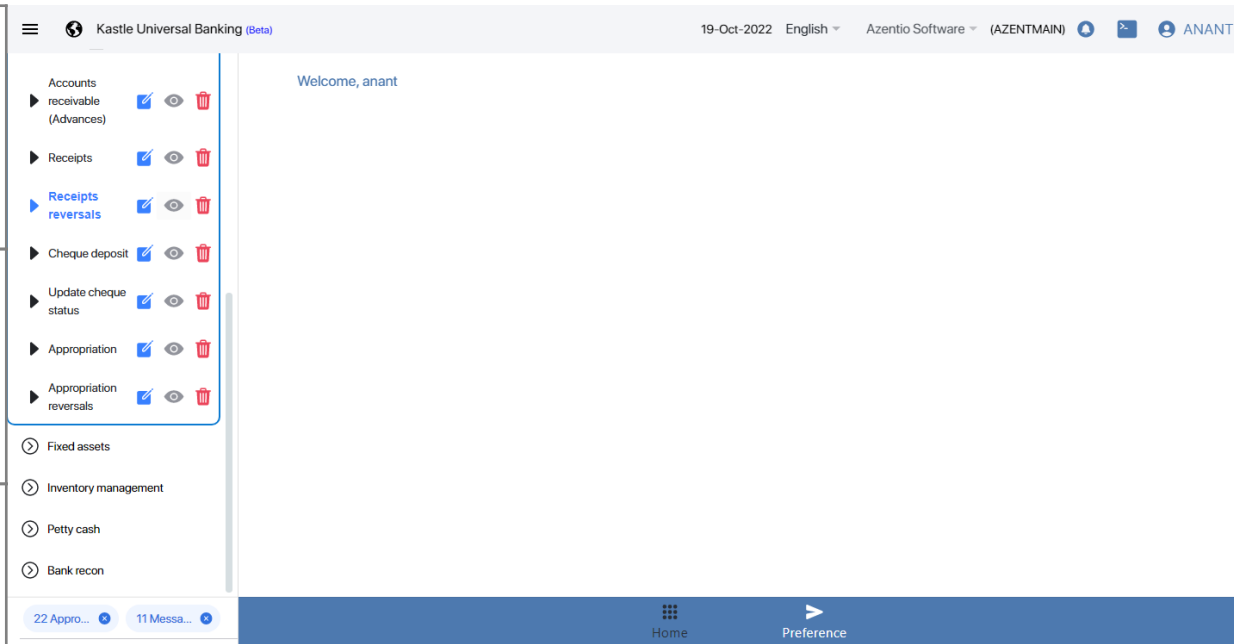 Kastle Universal Banking (Beta)
19-Oct-2022 English Azentio Software (AZENTMAIN) ANANT
Welcome, anant
Accounts
receivable
(Advances)
Receipts
Receipts
reversals
Cheque deposit
Update cheque
status
Appropriation
Appropriation
reversals
Fixed assets
Inventory management
Petty cash
Bank recon
22 Appro... 11 Messa...
Home Preference